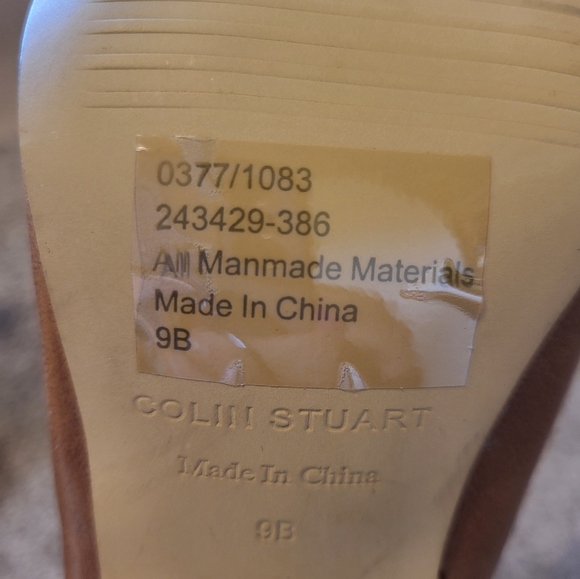 0377/1083
243429-386
All Manmade Materials
Made In China
9B
COLIN STUART
Made In China
9B